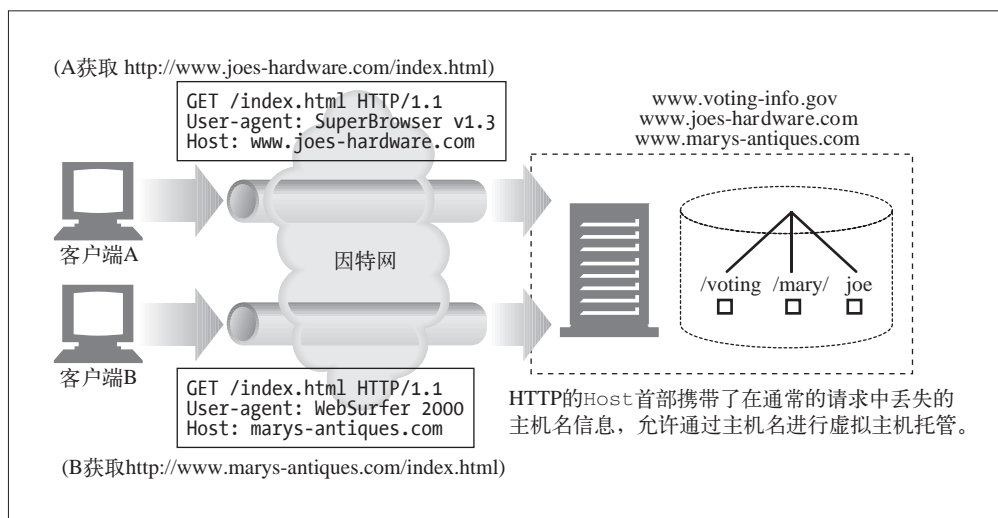 (A获取 http://www.joes-hardware.com/index.html)
GET /index.html HTTP/1.1
User-agent: SuperBrowser v1.3
Host: www.joes-hardware.com
www.voting-info.gov
www.joes-hardware.com
www.marys-antiques.com
客户端A
因特网
/voting /mary/ joe
客户端B
GET /index.html HTTP/1.1
User-agent: WebSurfer 2000
Host: marys-antiques.com
(B获取http://www.marys-antiques.com/index.html)
HTTP的Host首部携带了在通常的请求中丢失的
主机名信息，允许通过主机名进行虚拟主机托管。